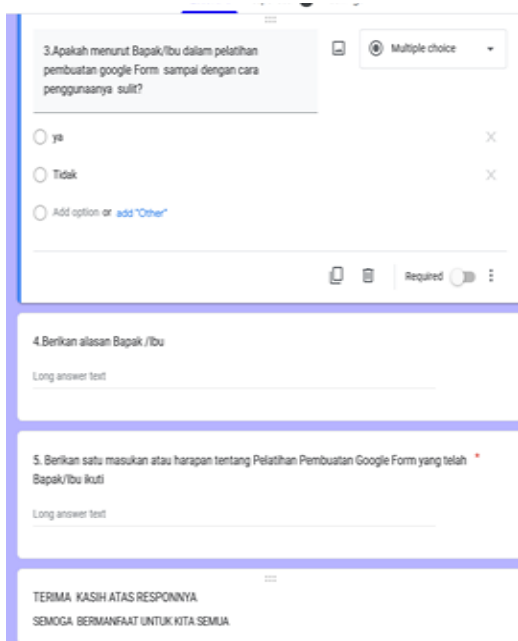 3.Apakah menurut Bapak/Ibu dalam pelatihan
pembuatan google Form sampai dengan cara
penggunaanya sulit?
Multiple choice
ya
Tidak
Add option or add "Other"
Required
4.Berikan alasan Bapak /Ibu
Long answer text
5. Berikan satu masukan atau harapan tentang Pelatihan Pembuatan Google Form yang telah *
Bapak/Ibu ikuti
Long answer text
TERIMA KASIH ATAS RESPONNYA
SEMOGA BERMANFAAT UNTUK KITA SEMUA